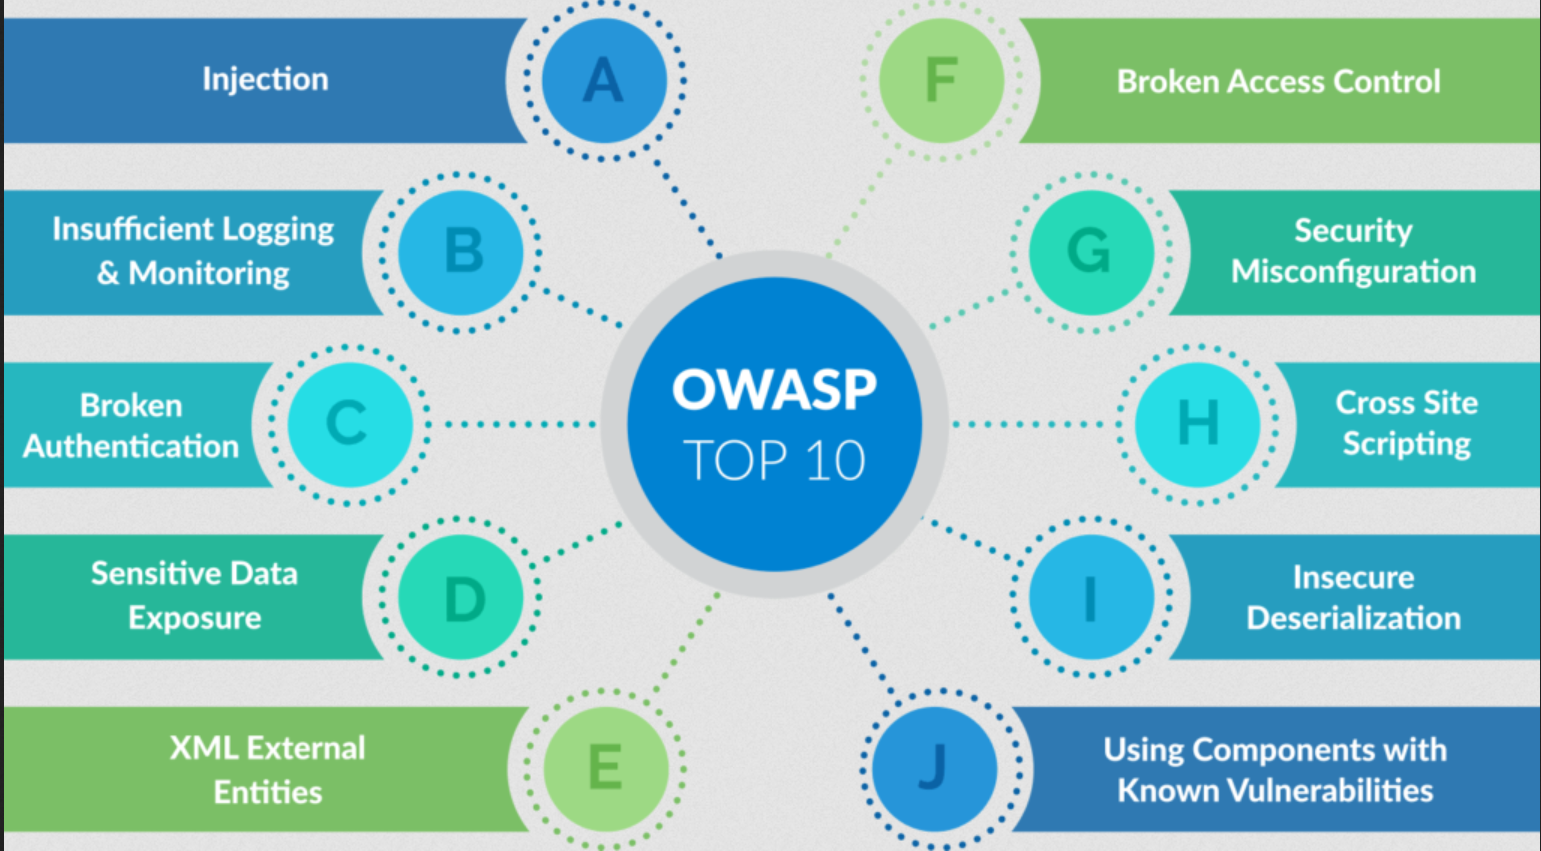 Injection
A
Insufficient Logging
& Monitoring
B
Broken
Authentication
C
Sensitive Data
Exposure
D
XML External
Entities
E
OWASP
TOP 10
F
Broken Access Control
G
Security
Misconfiguration
H
Cross Site
Scripting
I
Insecure
Deserialization
J
Using Components with
Known Vulnerabilities